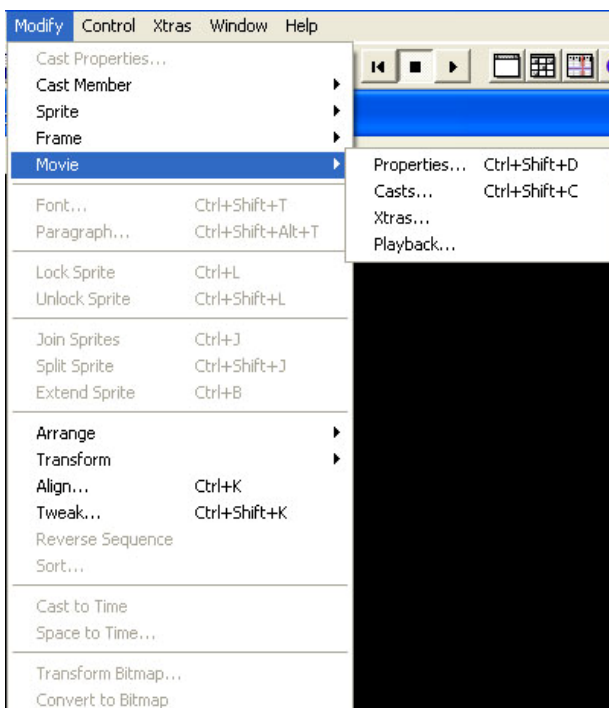 Modify Control Xtras Window Help
Cast Properties...
Cast Member
Sprite
Frame
Movie
Properties... Ctrl+Shift+D
Casts... Ctrl+Shift+C
Xtras...
Playback...
Font... Ctrl+Shift+T
Paragraph... Ctrl+Shift+Alt+T
Lock Sprite Ctrl+L
Unlock Sprite Ctrl+Shift+L
Join Sprites Ctrl+J
Split Sprite Ctrl+Shift+J
Extend Sprite Ctrl+B
Arrange
Transform
Align... Ctrl+K
Tweak... Ctrl+Shift+K
Reverse Sequence
Sort...
Cast to Time
Space to Time...
Transform Bitmap...
Convert to Bitmap